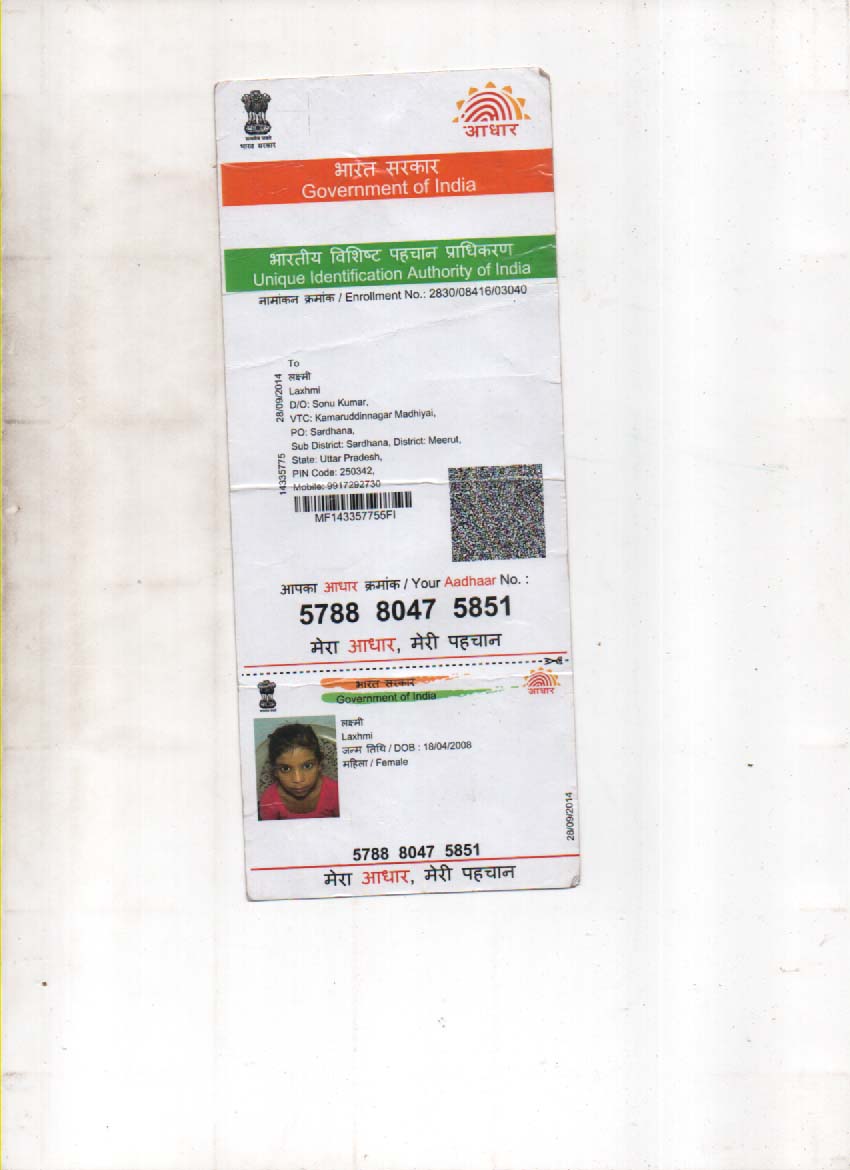 सत्यमेव जयते
भारत सरकार
आधार
भारत सरकार
Government of India
भारतीय विशिष्ट पहचान प्राधिकरण
Unique Identification Authority of India
नामांकन क्रमांक / Enrollment No.: 2830/08416/03040
To
लक्ष्मी
Laxhmi
D/O: Sonu Kumar,
VTC: Kamaruddinnagar Madhiyai,
PO: Sardhana,
Sub District: Sardhana, District: Meerut,
State: Uttar Pradesh,
PIN Code: 250342,
Mobile: 9917292730
28/09/2014
14335775
MF143357755FI
आपका आधार क्रमांक / Your Aadhaar No. :
5788 8047 5851
मेरा आधार, मेरी पहचान
भारत सरकार
Government of India
आधार
लक्ष्मी
Laxhmi
जन्म तिथि / DOB : 18/04/2008
महिला / Female
28/09/2014
5788 8047 5851
मेरा आधार, मेरी पहचान